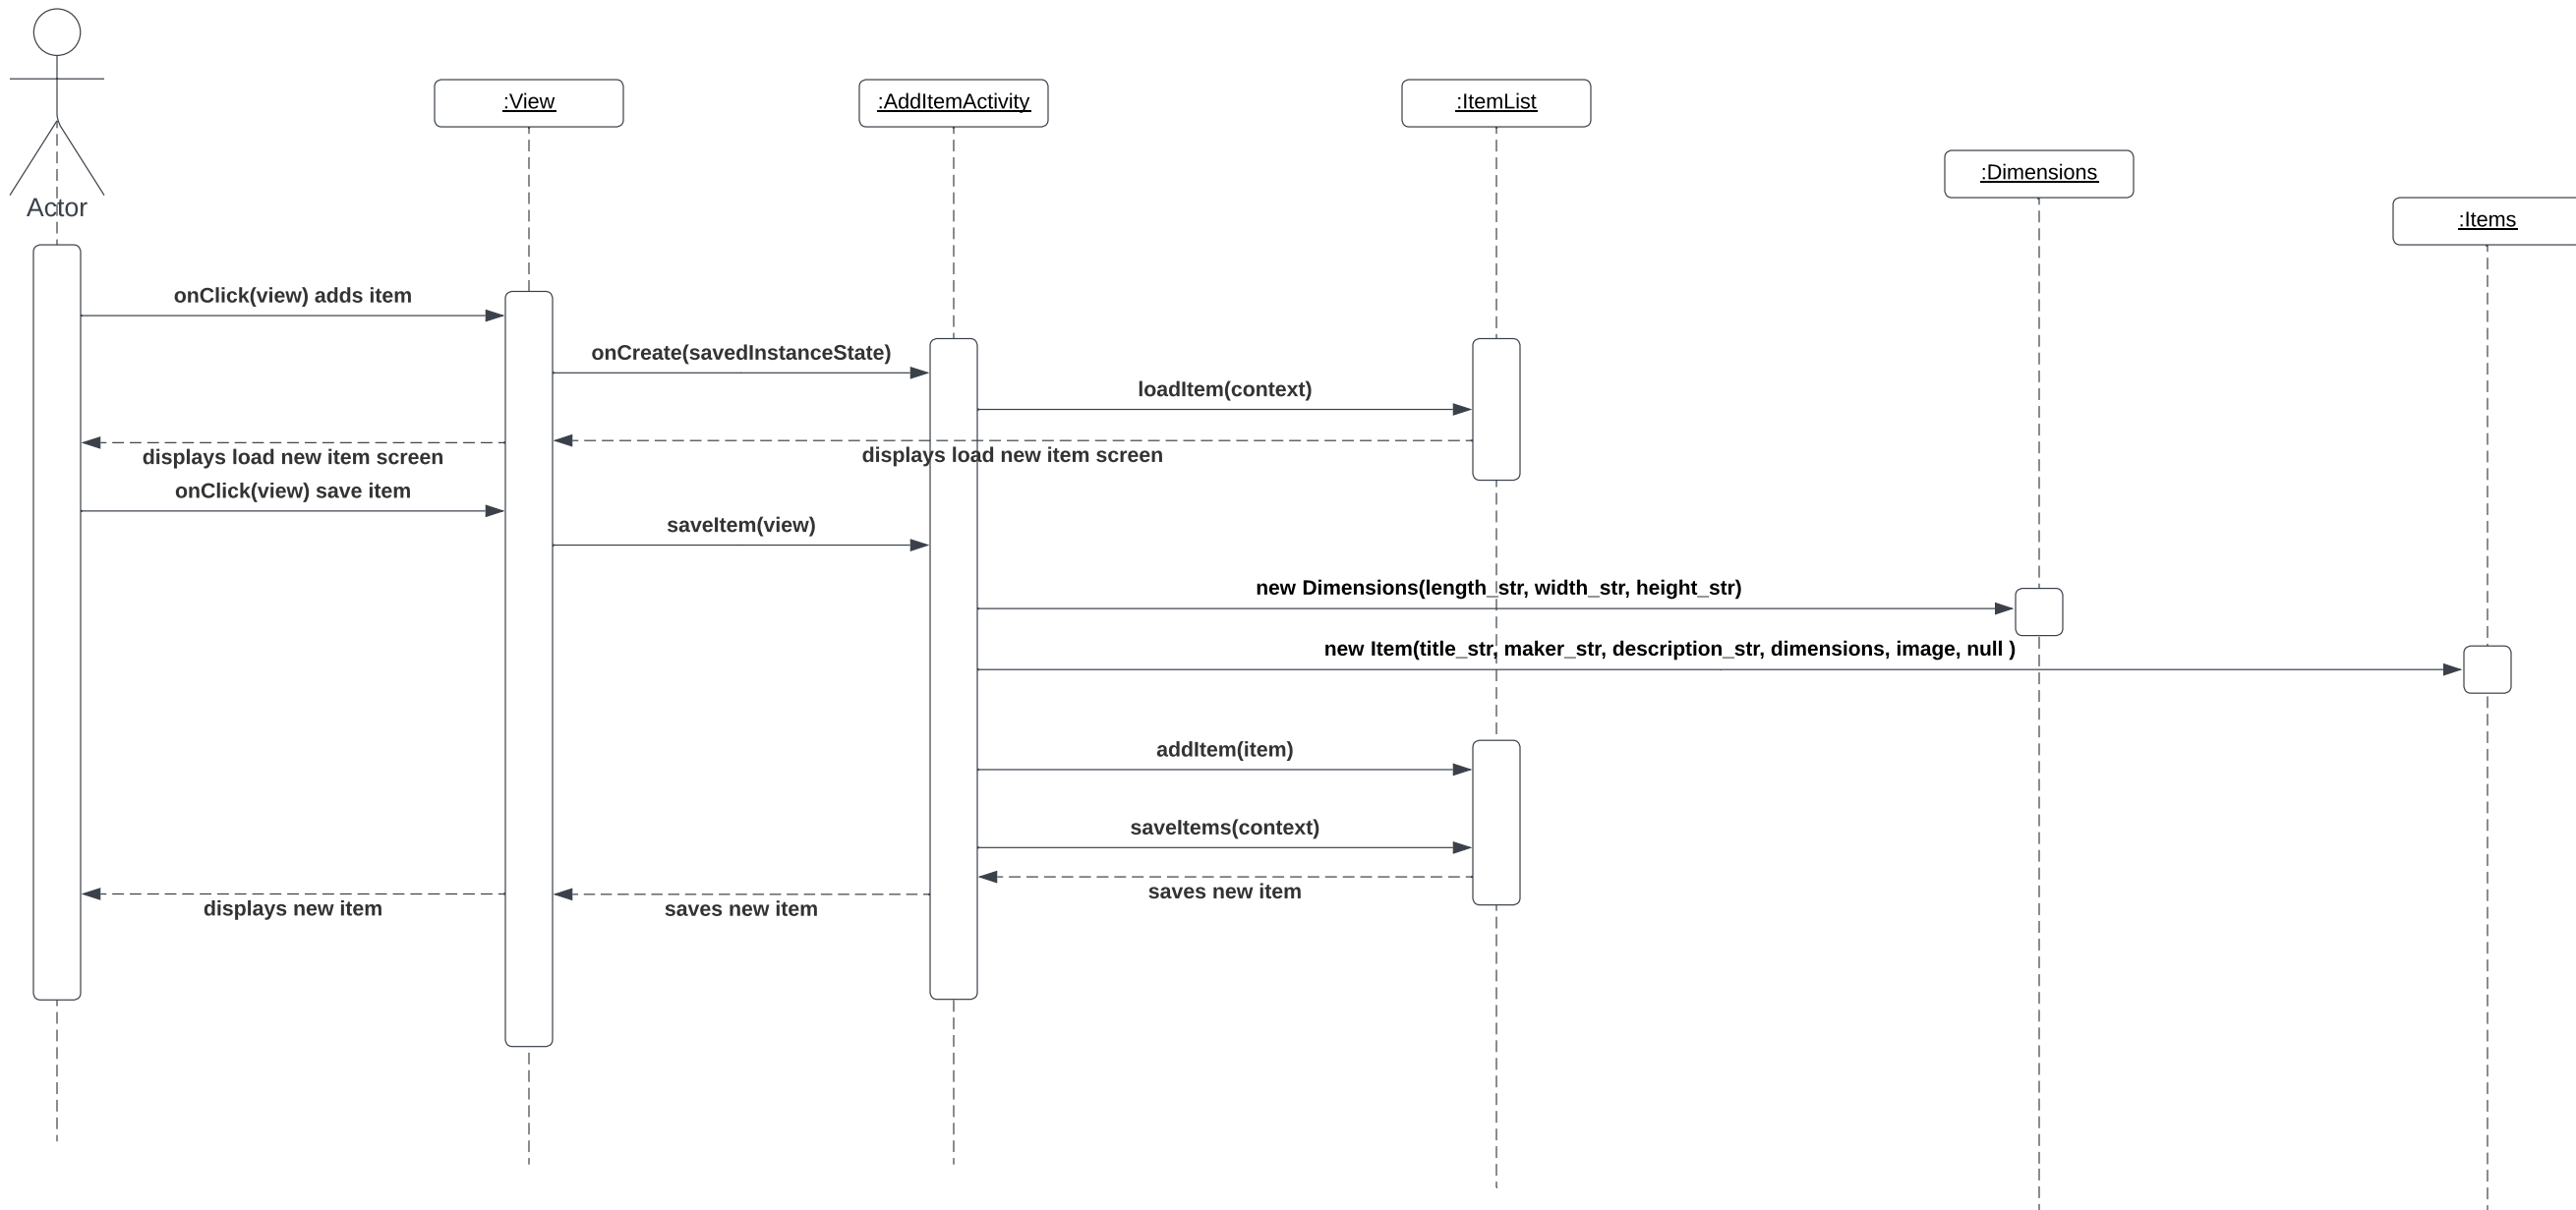 :View
:AddItemActivity
:ItemList
:Dimensions
Actor
:Items
onClick(view) adds item
onCreate(savedInstanceState)
loadItem(context)
displays load new item screen
displays load new item screen
onClick(view) save item
saveItem(view)
new Dimensions(length_str, width_str, height_str)
new Item(title_str, maker_str, description_str, dimensions, image, null )
addItem(item)
saveItems(context)
saves new item
displays new item
saves new item